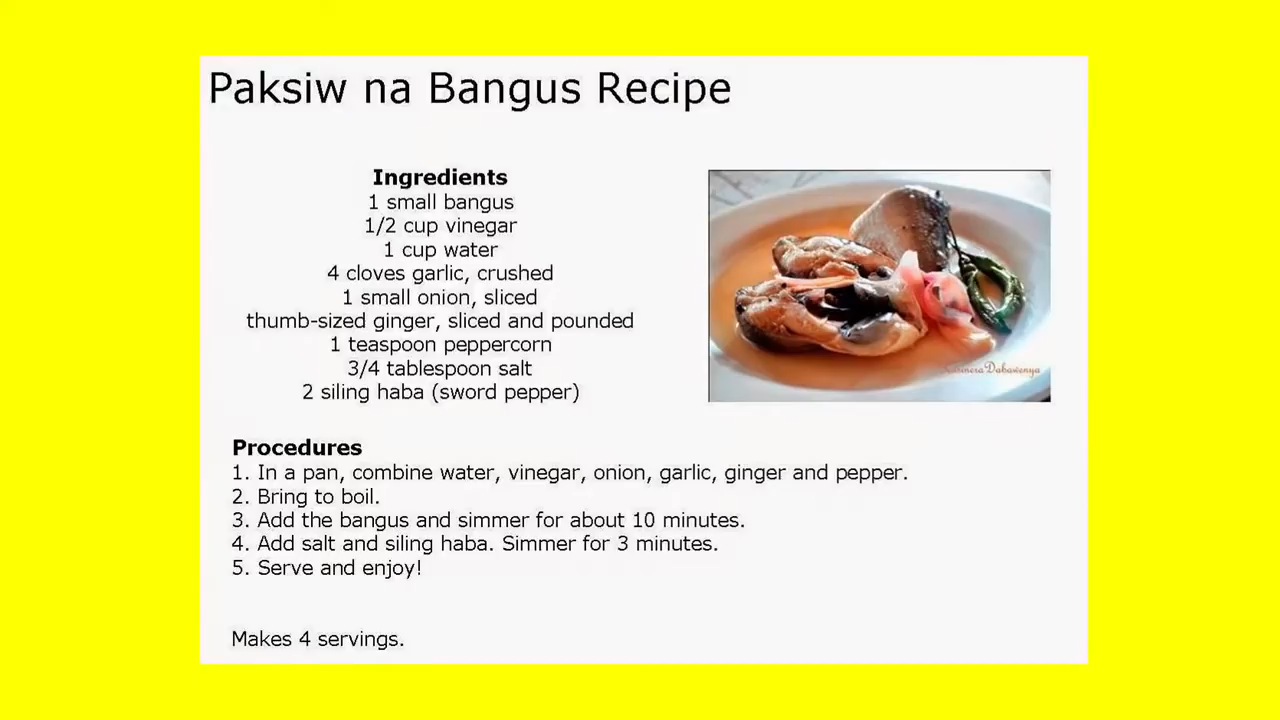 Paksiw na Bangus Recipe
Ingredients
1 small bangus
1/2 cup vinegar
1 cup water
4 cloves garlic, crushed
1 small onion, sliced
thumb-sized ginger, sliced and pounded
1 teaspoon peppercorn
3/4 tablespoon salt
2 siling haba (sword pepper)
Dabawenya
Procedures
1. In a pan, combine water, vinegar, onion, garlic, ginger and pepper.
2. Bring to boil.
3. Add the bangus and simmer for about 10 minutes.
4. Add salt and siling haba. Simmer for 3 minutes.
5. Serve and enjoy!
Makes 4 servings.